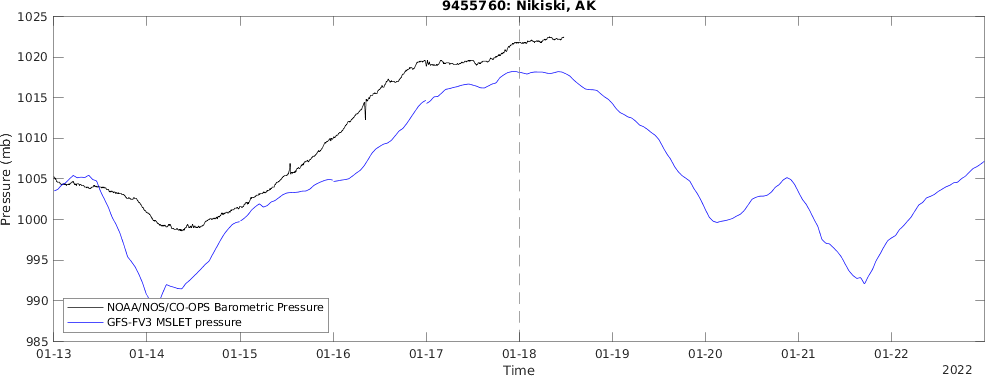 9455760: Nikiski, AK
Pressure (mb)
1025
1020
1015
1010
1005
1000
995
990
985
NOAA/NOS/CO-OPS Barometric Pressure
GFS-FV3 MSLET pressure
01-13 01-14 01-15 01-16 01-17 01-18 01-19 01-20 01-21 01-22
Time
2022